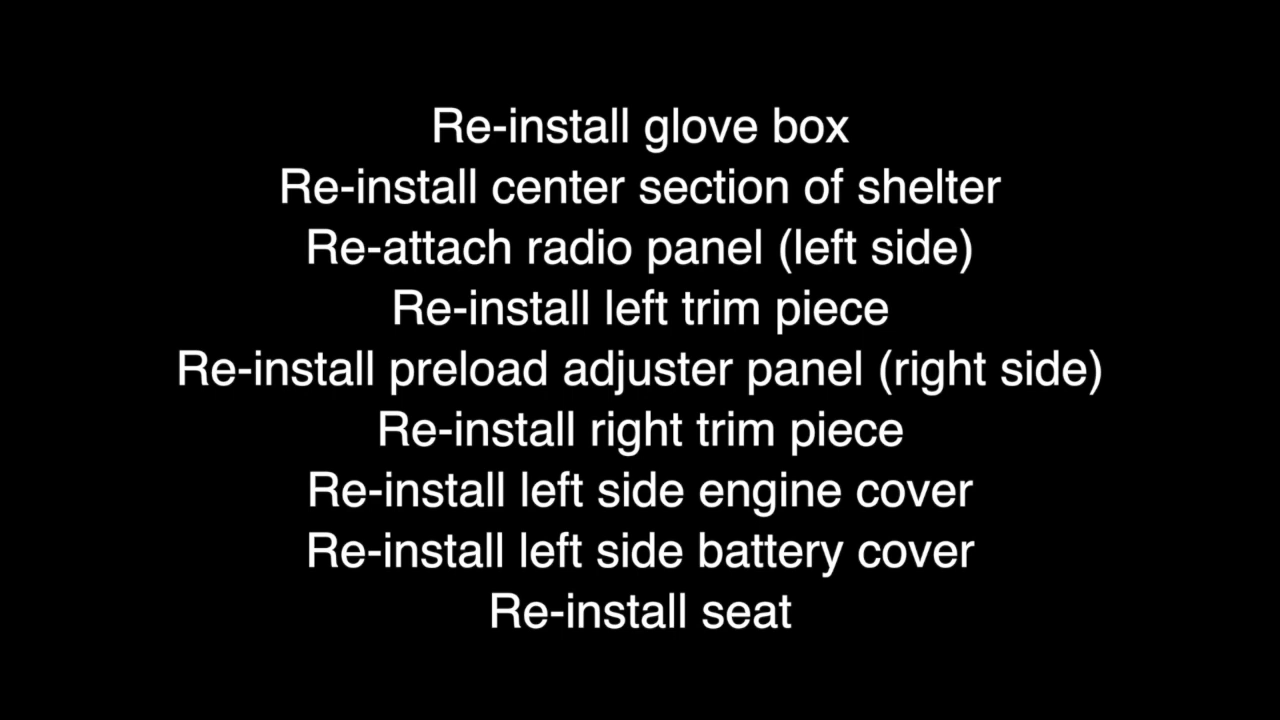 Re-install glove box
Re-install center section of shelter
Re-attach radio panel (left side)
Re-install left trim piece
Re-install preload adjuster panel (right side)
Re-install right trim piece
Re-install left side engine cover
Re-install left side battery cover
Re-install seat